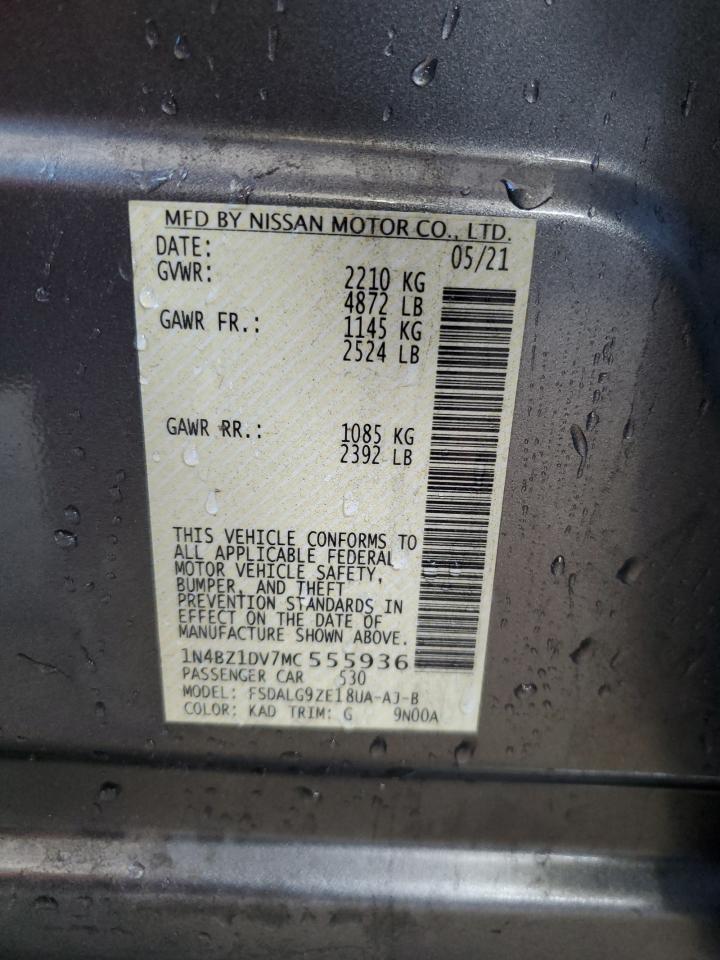 MFD BY NISSAN MOTOR CO., LTD.
DATE: 05/21
GVWR: 2210 KG
4872 LB
GAWR FR.: 1145 KG
2524 LB
GAWR RR.: 1085 KG
2392 LB
THIS VEHICLE CONFORMS TO
ALL APPLICABLE FEDERAL
MOTOR VEHICLE SAFETY,
BUMPER, AND THEFT
PREVENTION STANDARDS IN
EFFECT ON THE DATE OF
MANUFACTURE SHOWN ABOVE.
1N4BZ1DV7MC 555936
PASSENGER CAR 530
MODEL: FSDALG9ZE18UA-AJ-B
COLOR: KAD TRIM: G 9N00A